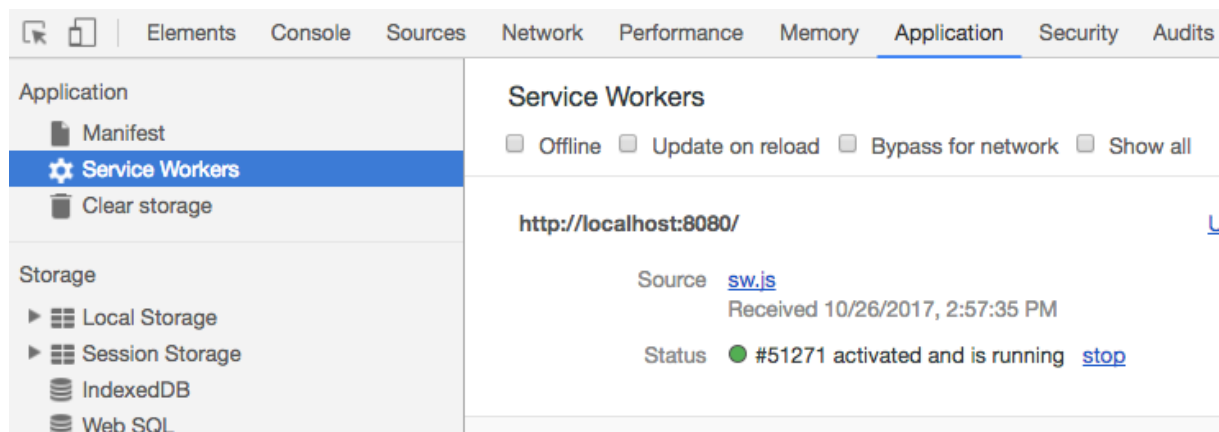 Elements Console Sources Network Performance Memory Application Security Audits
Application
Manifest
Service Workers
Clear storage
Storage
Local Storage
Session Storage
IndexedDB
Web SQL
Service Workers
Offline Update on reload Bypass for network Show all
http://localhost:8080/
Source sw.js
Received 10/26/2017, 2:57:35 PM
Status #51271 activated and is running stop